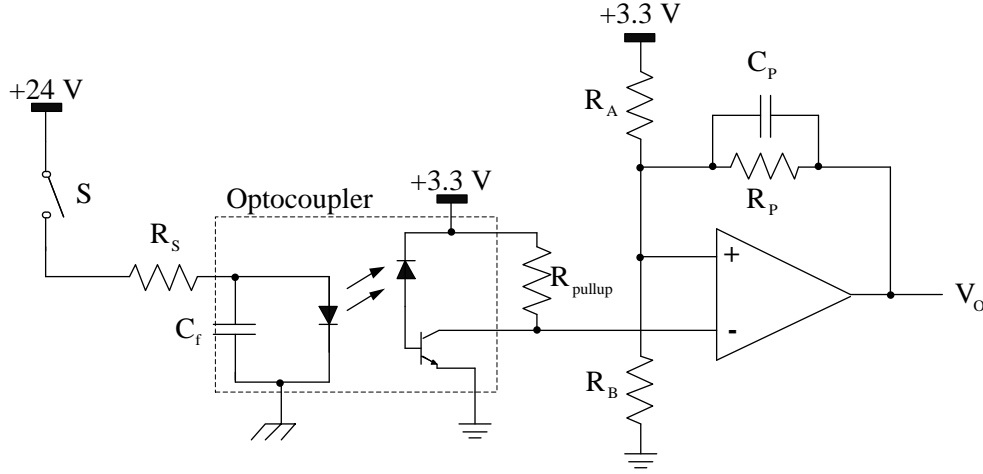 +3.3 V
C_P
R_A
+24 V
R_P
S
Optocoupler
+3.3 V
R_S
R_pullup
+
V_O
C_f
-
R_B